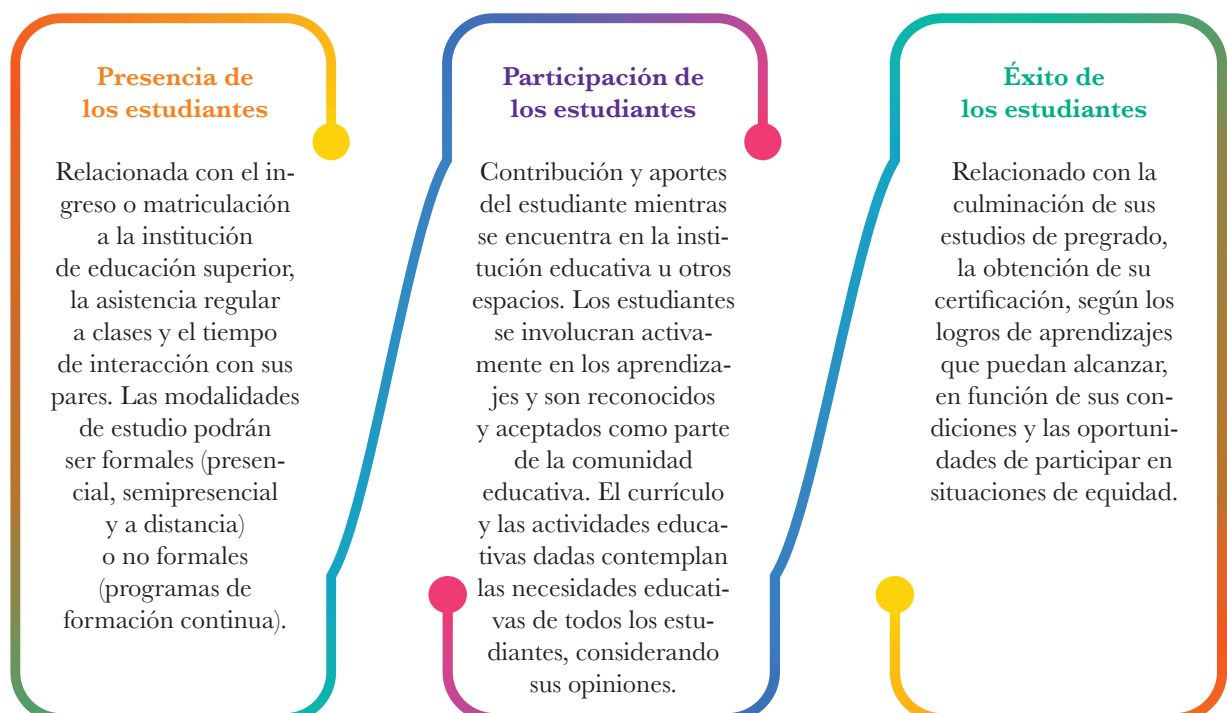 Presencia de
los estudiantes
Relacionada con el in-
greso o matriculación
a la institución
de educación superior,
la asistencia regular
a clases y el tiempo
de interacción con sus
pares. Las modalidades
de estudio podrán
ser formales (presen-
cial, semipresencial
y a distancia)
o no formales
(programas de
formación continua).
Participación de
los estudiantes
Contribución y aportes
del estudiante mientras
se encuentra en la insti-
tución educativa u otros
espacios. Los estudiantes
se involucran activa-
mente en los aprendiza-
jes y son reconocidos
y aceptados como parte
de la comunidad
educativa. El currículo
y las actividades educa-
tivas dadas contemplan
las necesidades educati-
vas de todos los estu-
diantes, considerando
sus opiniones.
Éxito de
los estudiantes
Relacionado con la
culminación de sus
estudios de pregrado,
la obtención de su
certificación, según los
logros de aprendizajes
que puedan alcanzar,
en función de sus con-
diciones y las oportuni-
dades de participar en
situaciones de equidad.